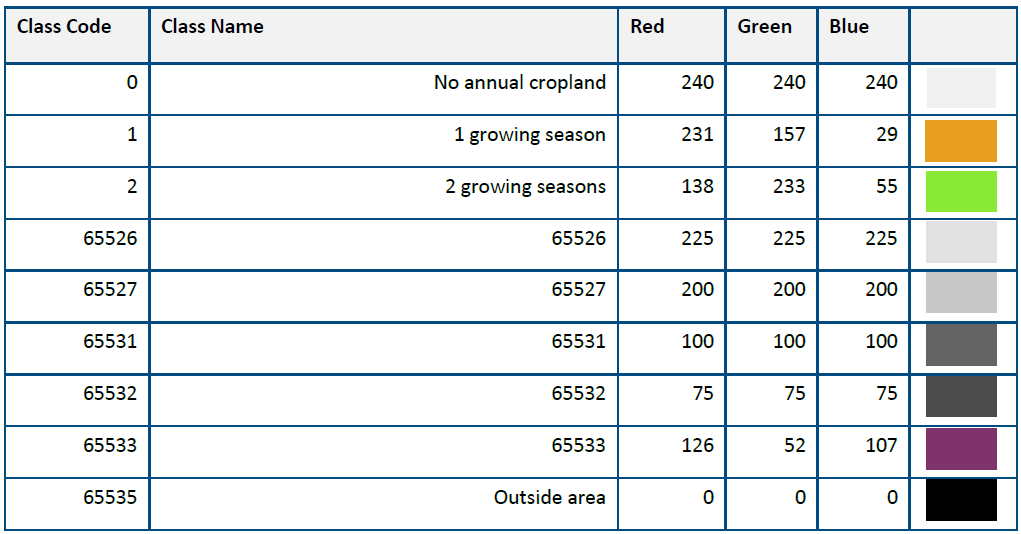 Class Code Class Name Red Green Blue
0 No annual cropland 240 240 240
1 1 growing season 231 157 29
2 2 growing seasons 138 233 55
65526 65526 225 225 225
65527 65527 200 200 200
65531 65531 100 100 100
65532 65532 75 75 75
65533 65533 126 52 107
65535 Outside area 0 0 0